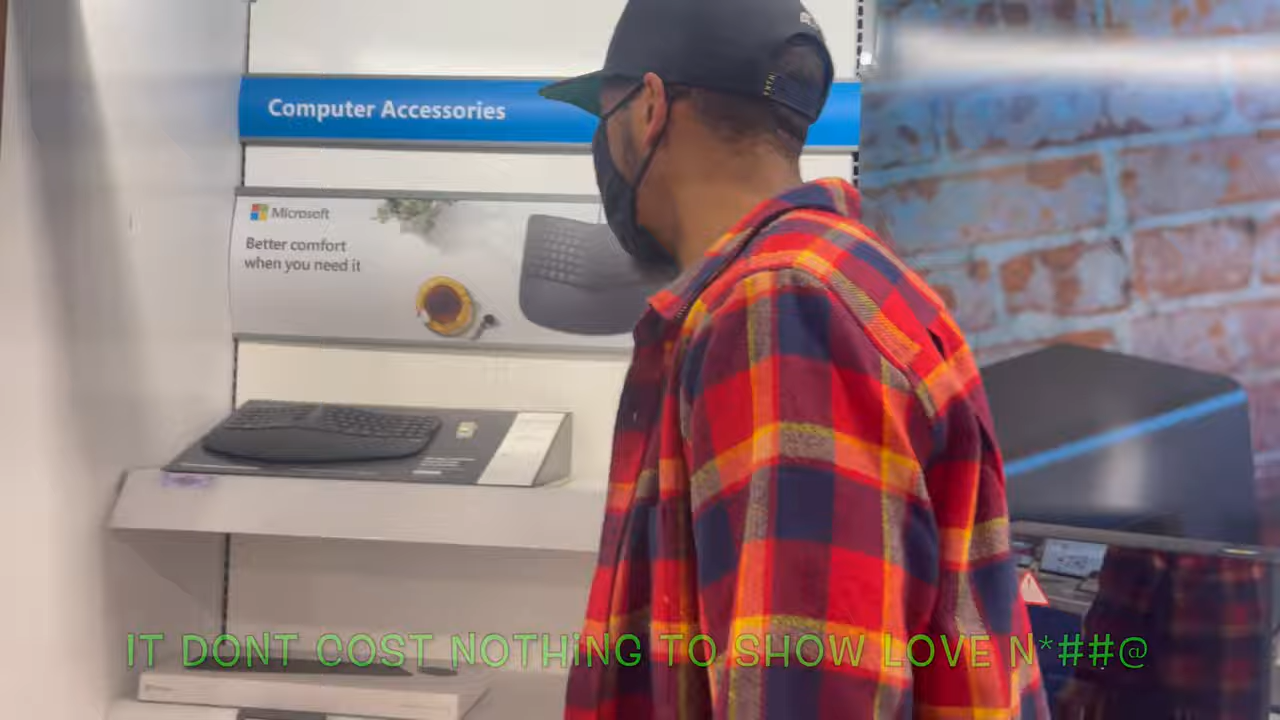 Computer Accessories
Microsoft
Better comfort
when you need it
IT DONT COST NOTHING TO SHOW LOVE N*##@